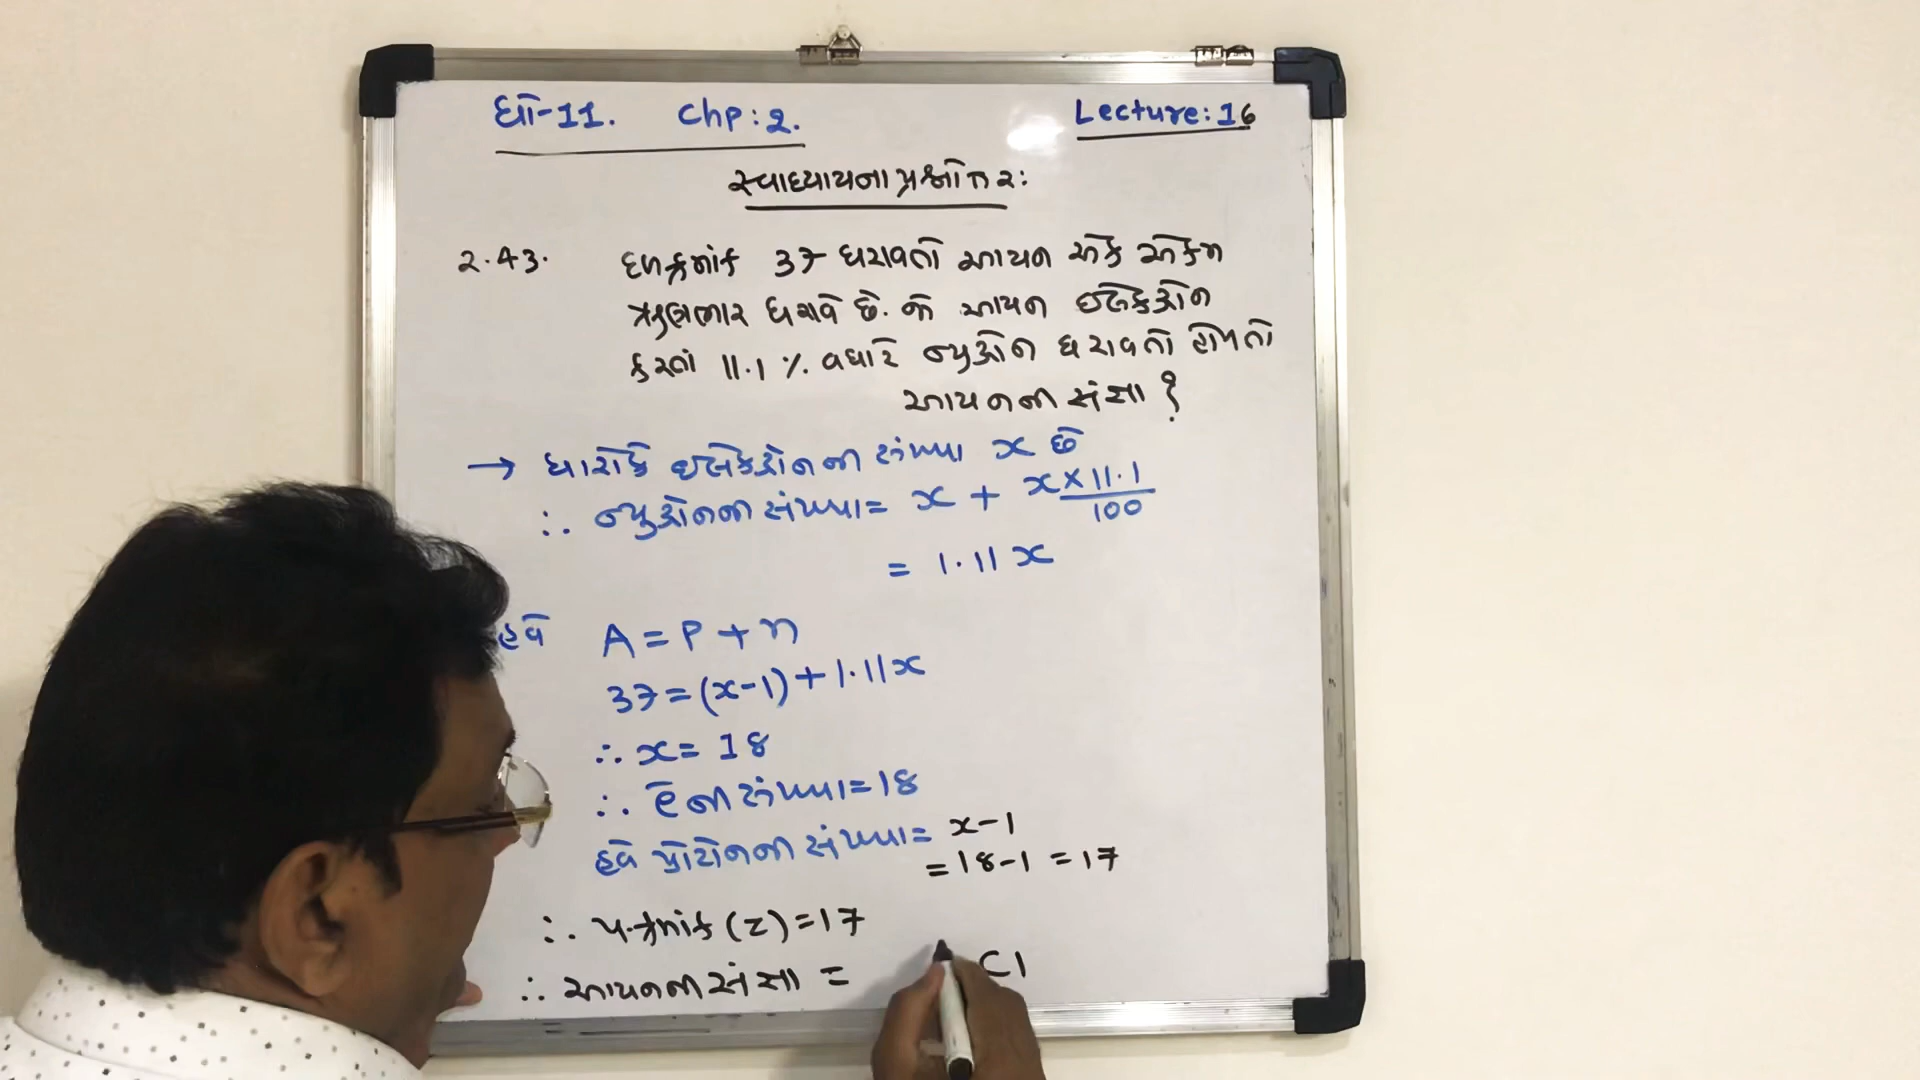 ધો-11. Chp:2. Lecture:16
સ્વાધ્યાયના પ્રશ્નોત્તર:
2.43. દળક્રમાંક 37 ધરાવતો આયન એક એકમ
ઋણભાર ધરાવે છે. જો આયન ઇલેક્ટ્રોન
કરતાં 11.1 % વધારે ન્યુટ્રોન ધરાવતો હોય તો
આયનની સંજ્ઞા ?
→ ધારોકે ઇલેક્ટ્રોનની સંખ્યા x છે
∴ ન્યુટ્રોનની સંખ્યા = x + x × 11.1 / 100
= 1.11 x
હવે A = P + n
37 = (x-1) + 1.11x
∴ x = 18
∴ e̅ ની સંખ્યા = 18
હવે પ્રોટોનની સંખ્યા = x - 1
= 18 - 1 = 17
∴ પ.ક્રમાંક (Z) = 17
∴ આયનની સંજ્ઞા = Cl